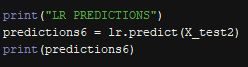 print("LR PREDICTIONS")
predictions6 = lr.predict(X_test2)
print(predictions6)